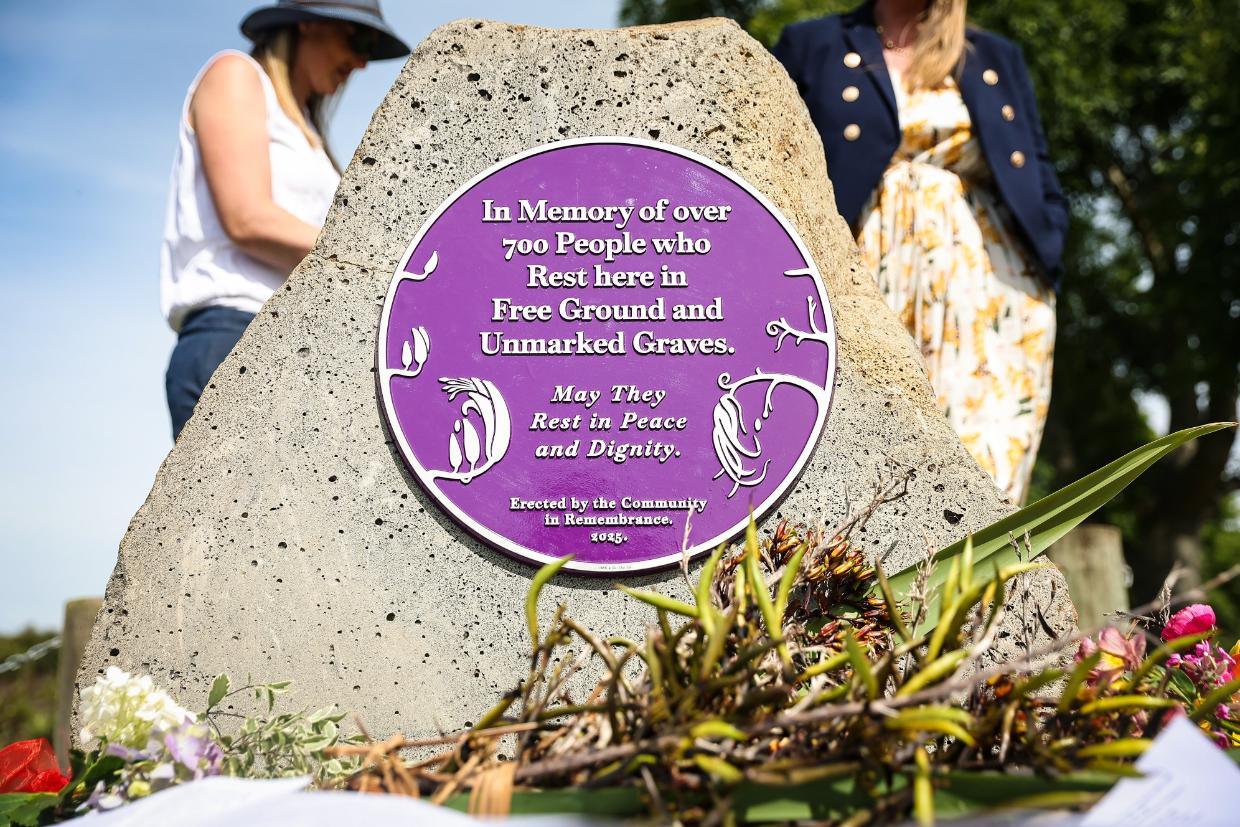 In Memory of over
700 People who
Rest here in
Free Ground and
Unmarked Graves.
May They
Rest in Peace
and Dignity.
Erected by the Community
in Remembrance.
2025.